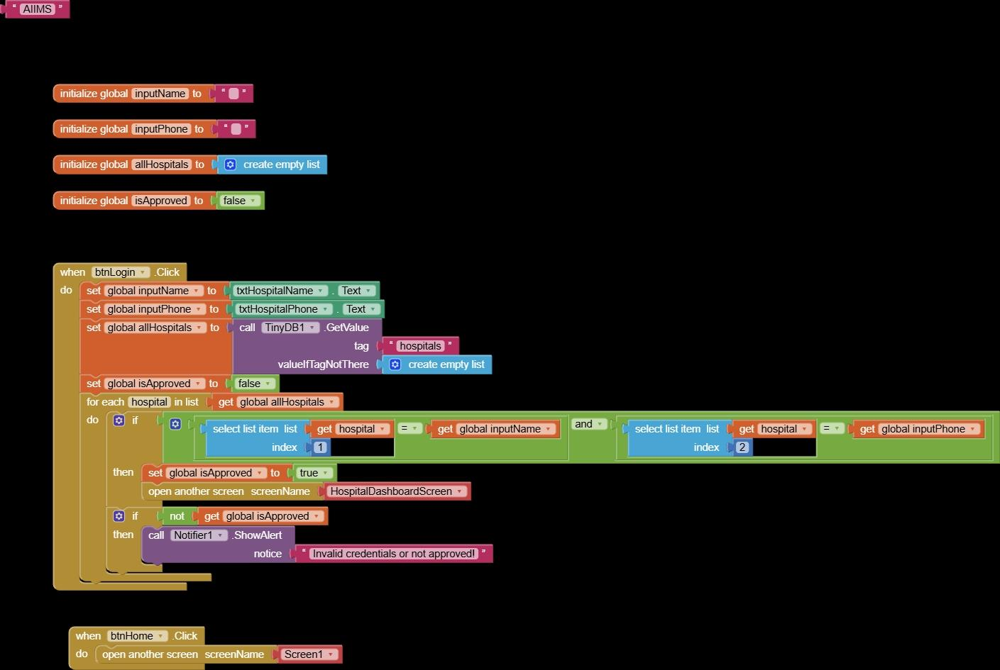 “ AIIMS ”
initialize global inputName to “ ”
initialize global inputPhone to “ ”
initialize global allHospitals to create empty list
initialize global isApproved to false
when btnLogin .Click
do set global inputName to txtHospitalName . Text
set global inputPhone to txtHospitalPhone . Text
set global allHospitals to call TinyDB1 .GetValue
tag “ hospitals ”
valueIfTagNotThere create empty list
set global isApproved to false
for each hospital in list get global allHospitals
do if select list item list get hospital = get global inputName and select list item list get hospital = get global inputPhone
index 1 index 2
then set global isApproved to true
open another screen screenName HospitalDashboardScreen
if not get global isApproved
then call Notifier1 .ShowAlert
notice “ Invalid credentials or not approved! ”
when btnHome .Click
do open another screen screenName Screen1